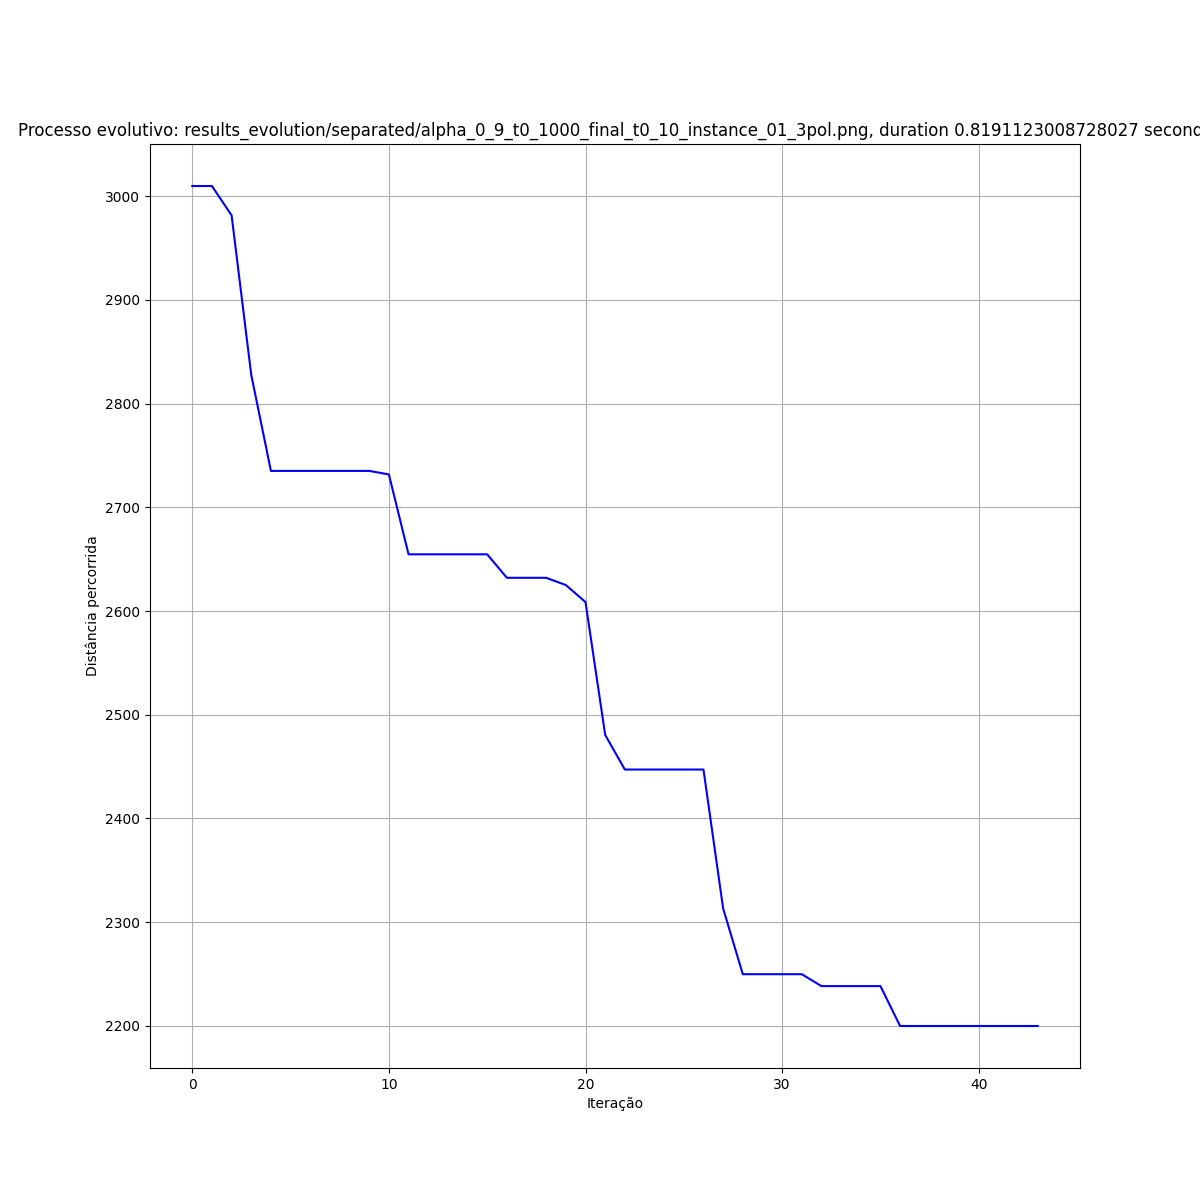 Processo evolutivo: results_evolution/separated/alpha_0_9_t0_1000_final_t0_10_instance_01_3pol.png, duration 0.8191123008728027 second
3000
2900
2800
2700
2600
2500
2400
2300
2200
Distância percorrida
0 10 20 30 40
Iteração